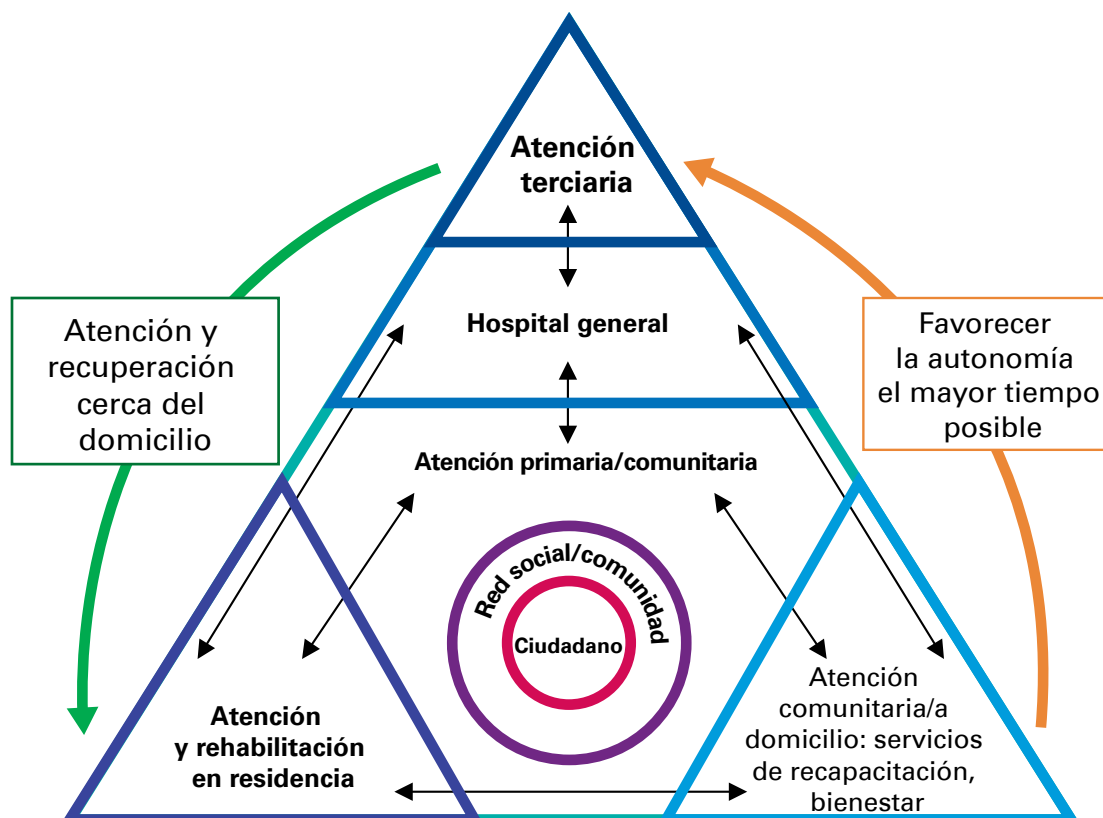 Atención
terciaria
Hospital general
Atención y
recuperación
cerca del
domicilio
Favorecer
la autonomía
el mayor tiempo
posible
Atención primaria/comunitaria
Red social/comunidad
Ciudadano
Atención
y rehabilitación
en residencia
Atención
comunitaria/a
domicilio: servicios
de recapacitación,
bienestar